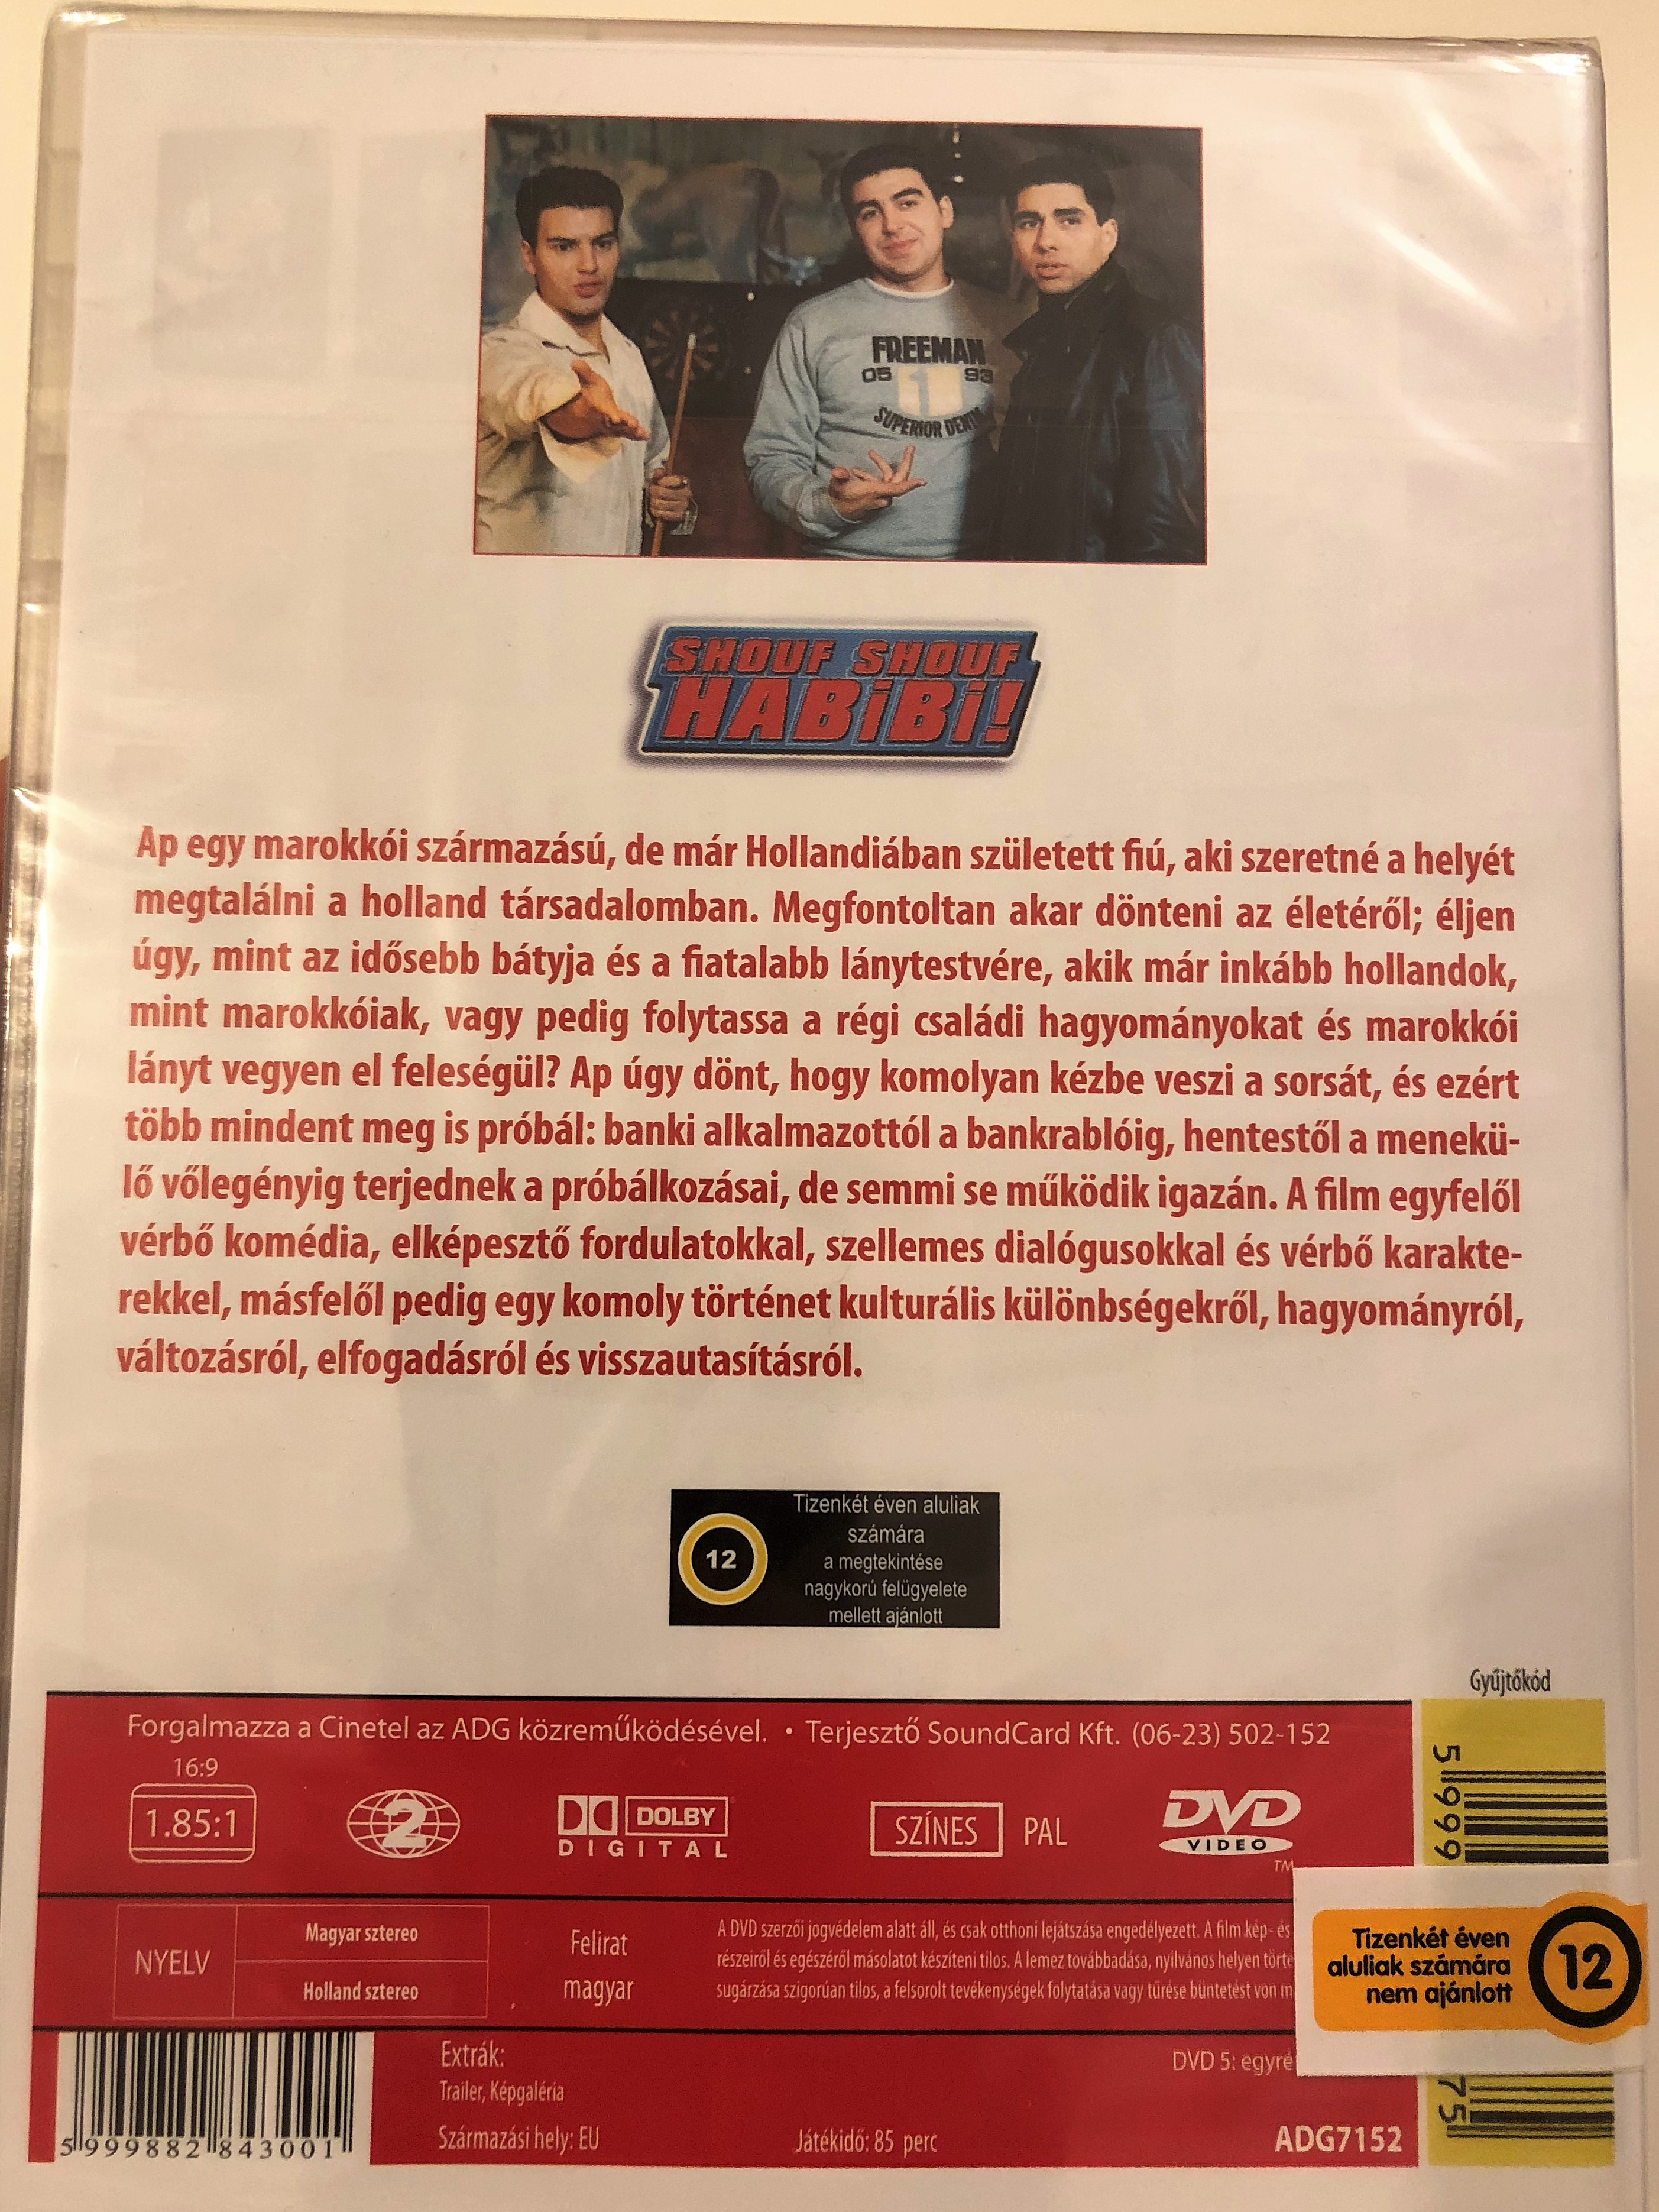 FREEMAN
05 1 93
SUPERIOR DENIM
SHOUF SHOUF
HABiBi!
Ap egy marokkói származású, de már Hollandiában született fiú, aki szeretné a helyét
megtalálni a holland társadalomban. Megfontoltan akar dönteni az életéről; éljen
úgy, mint az idősebb bátyja és a fiatalabb lánytestvére, akik már inkább hollandok,
mint marokkóiak, vagy pedig folytassa a régi családi hagyományokat és marokkói
lányt vegyen el feleségül? Ap úgy dönt, hogy komolyan kézbe veszi a sorsát, és ezért
több mindent meg is próbál: banki alkalmazottól a bankrablóig, hentestől a menekü-
lő vőlegényig terjednek a próbálkozásai, de semmi se működik igazán. A film egyfelől
vérbő komédia, elképesztő fordulatokkal, szellemes dialógusokkal és vérbő karakte-
rekkel, másfelől pedig egy komoly történet kulturális különbségekről, hagyományról,
változásról, elfogadásról és visszautasításról.
12
Tizenkét éven aluliak
számára
a megtekintése
nagykorú felügyelete
mellett ajánlott
Gyűjtőkód
Forgalmazza a Cinetel az ADG közreműködésével. • Terjesztő SoundCard Kft. (06-23) 502-152
16:9
1.85:1
2
DOLBY
DIGITAL
SZÍNES
PAL
DVD
VIDEO
TM
5 999
NYELV
Magyar sztereo
Holland sztereo
Felirat
magyar
A DVD szerzői jogvédelem alatt áll, és csak otthoni lejátszása engedélyezett. A film kép- és
részeiről és egészéről másolatot készíteni tilos. A lemez továbbadása, nyilvános helyen törté
sugárzása szigorúan tilos, a felsorolt tevékenységek folytatása vagy tűrése büntetést von m
Tizenkét éven
aluliak számára
nem ajánlott
12
Extrák:
Trailer, Képgaléria
DVD 5: egyré
75
Származási hely: EU
Játékidő: 85 perc
ADG7152
5 999882 843001